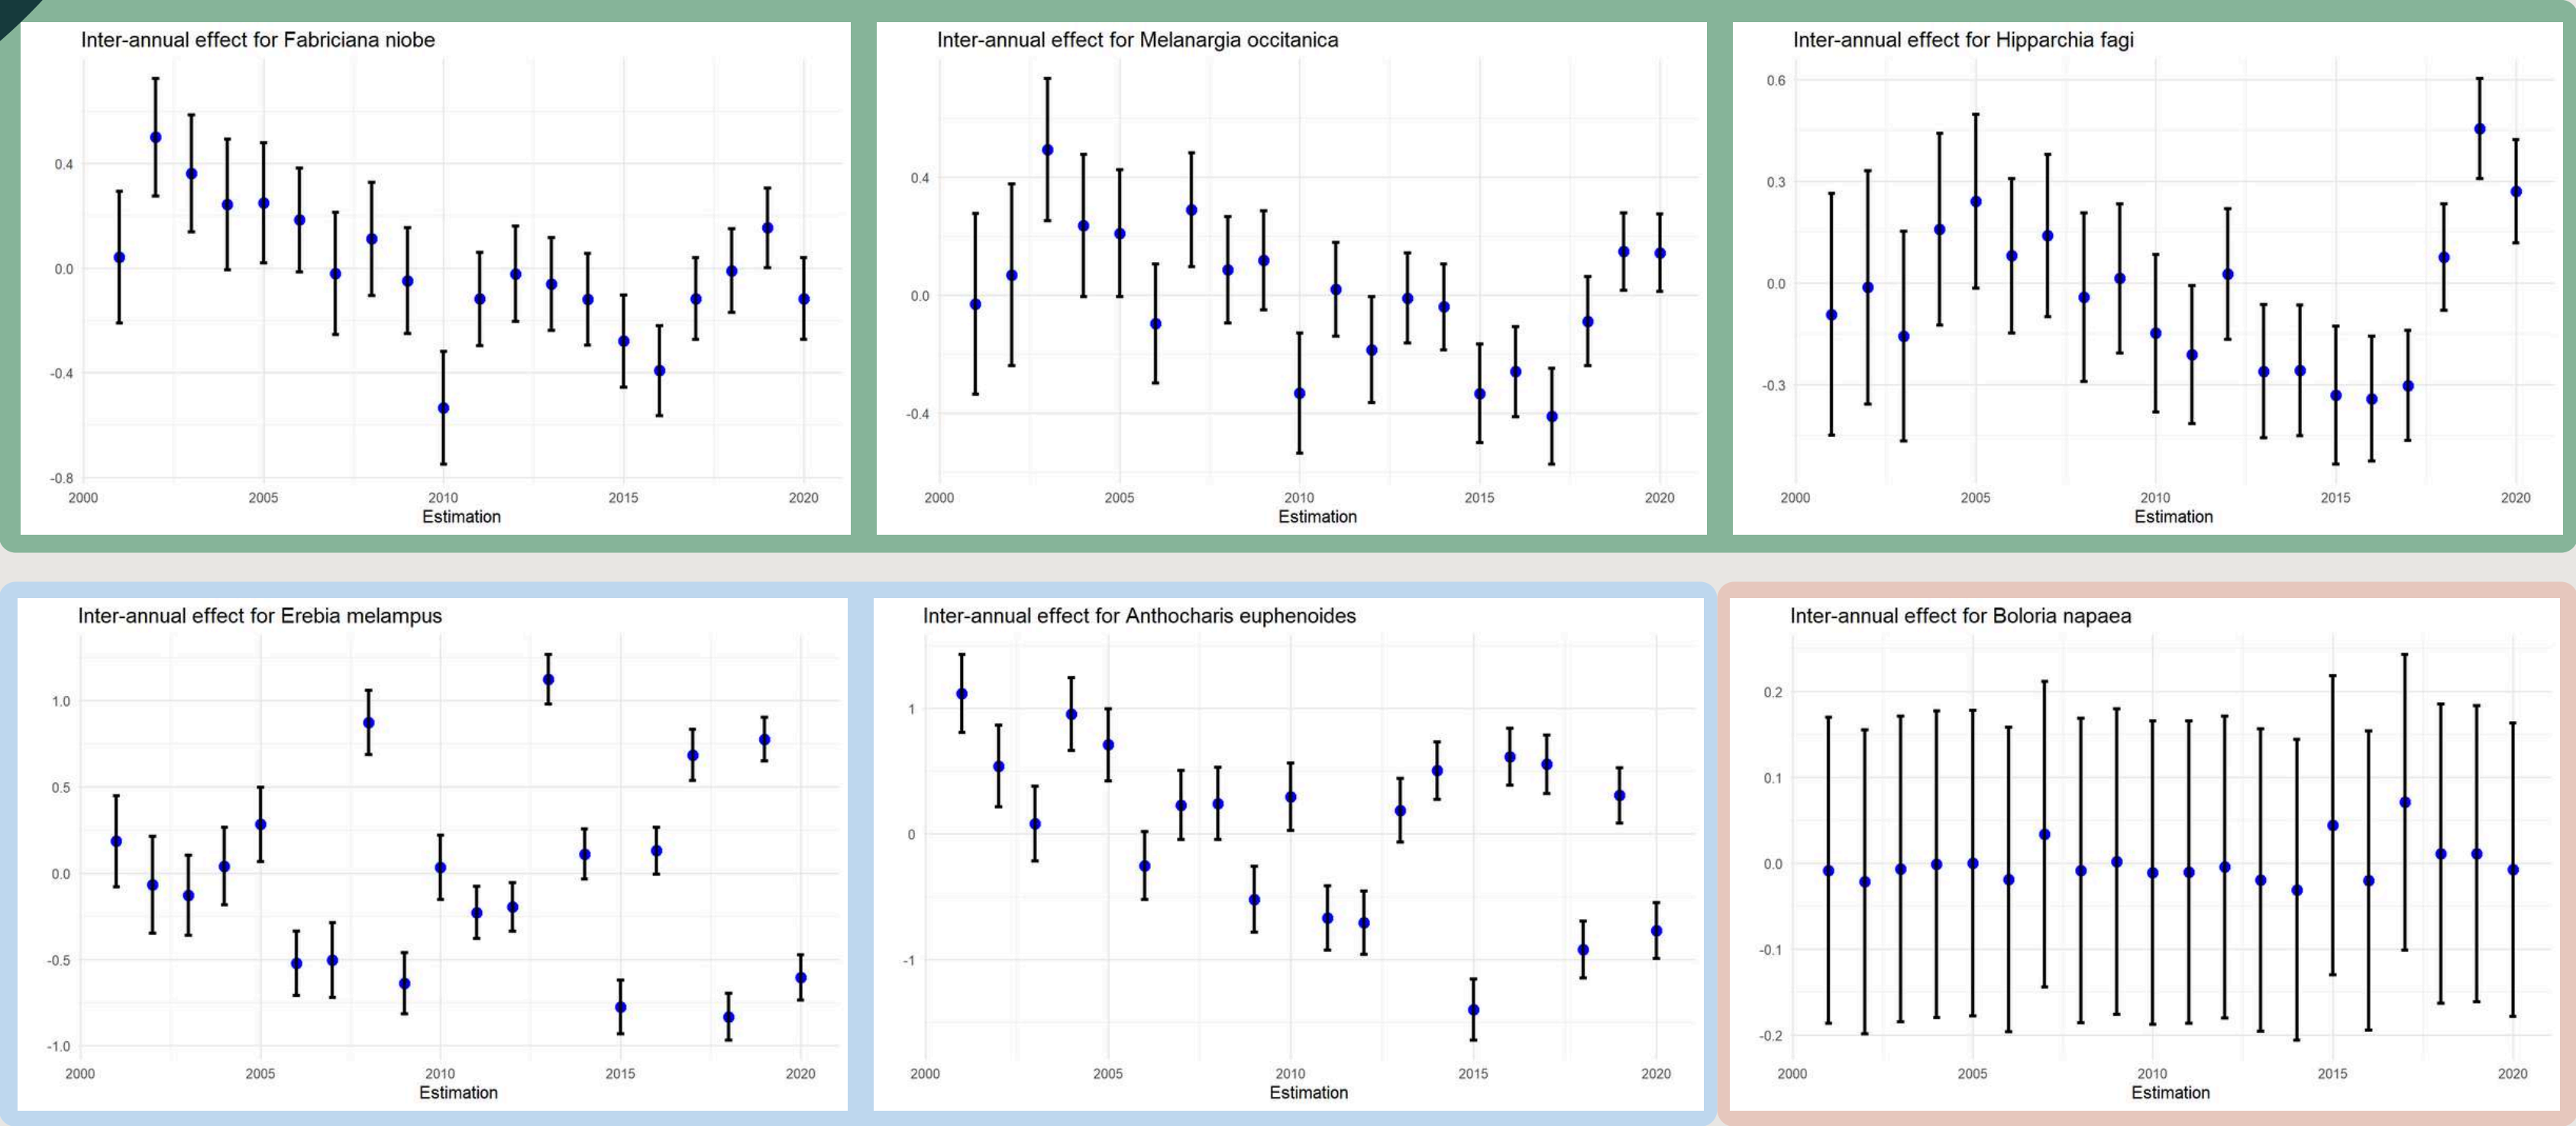 Inter-annual effect for Fabriciana niobe
0.4
0.0
-0.4
-0.8
2000 2005 2010 2015 2020
Estimation
Inter-annual effect for Melanargia occitanica
0.4
0.0
-0.4
2000 2005 2010 2015 2020
Estimation
Inter-annual effect for Hipparchia fagi
0.6
0.3
0.0
-0.3
2000 2005 2010 2015 2020
Estimation
Inter-annual effect for Erebia melampus
1.0
0.5
0.0
-0.5
-1.0
2000 2005 2010 2015 2020
Estimation
Inter-annual effect for Anthocharis euphenoides
1
0
-1
2000 2005 2010 2015 2020
Estimation
Inter-annual effect for Boloria napaea
0.2
0.1
0.0
-0.1
-0.2
2000 2005 2010 2015 2020
Estimation